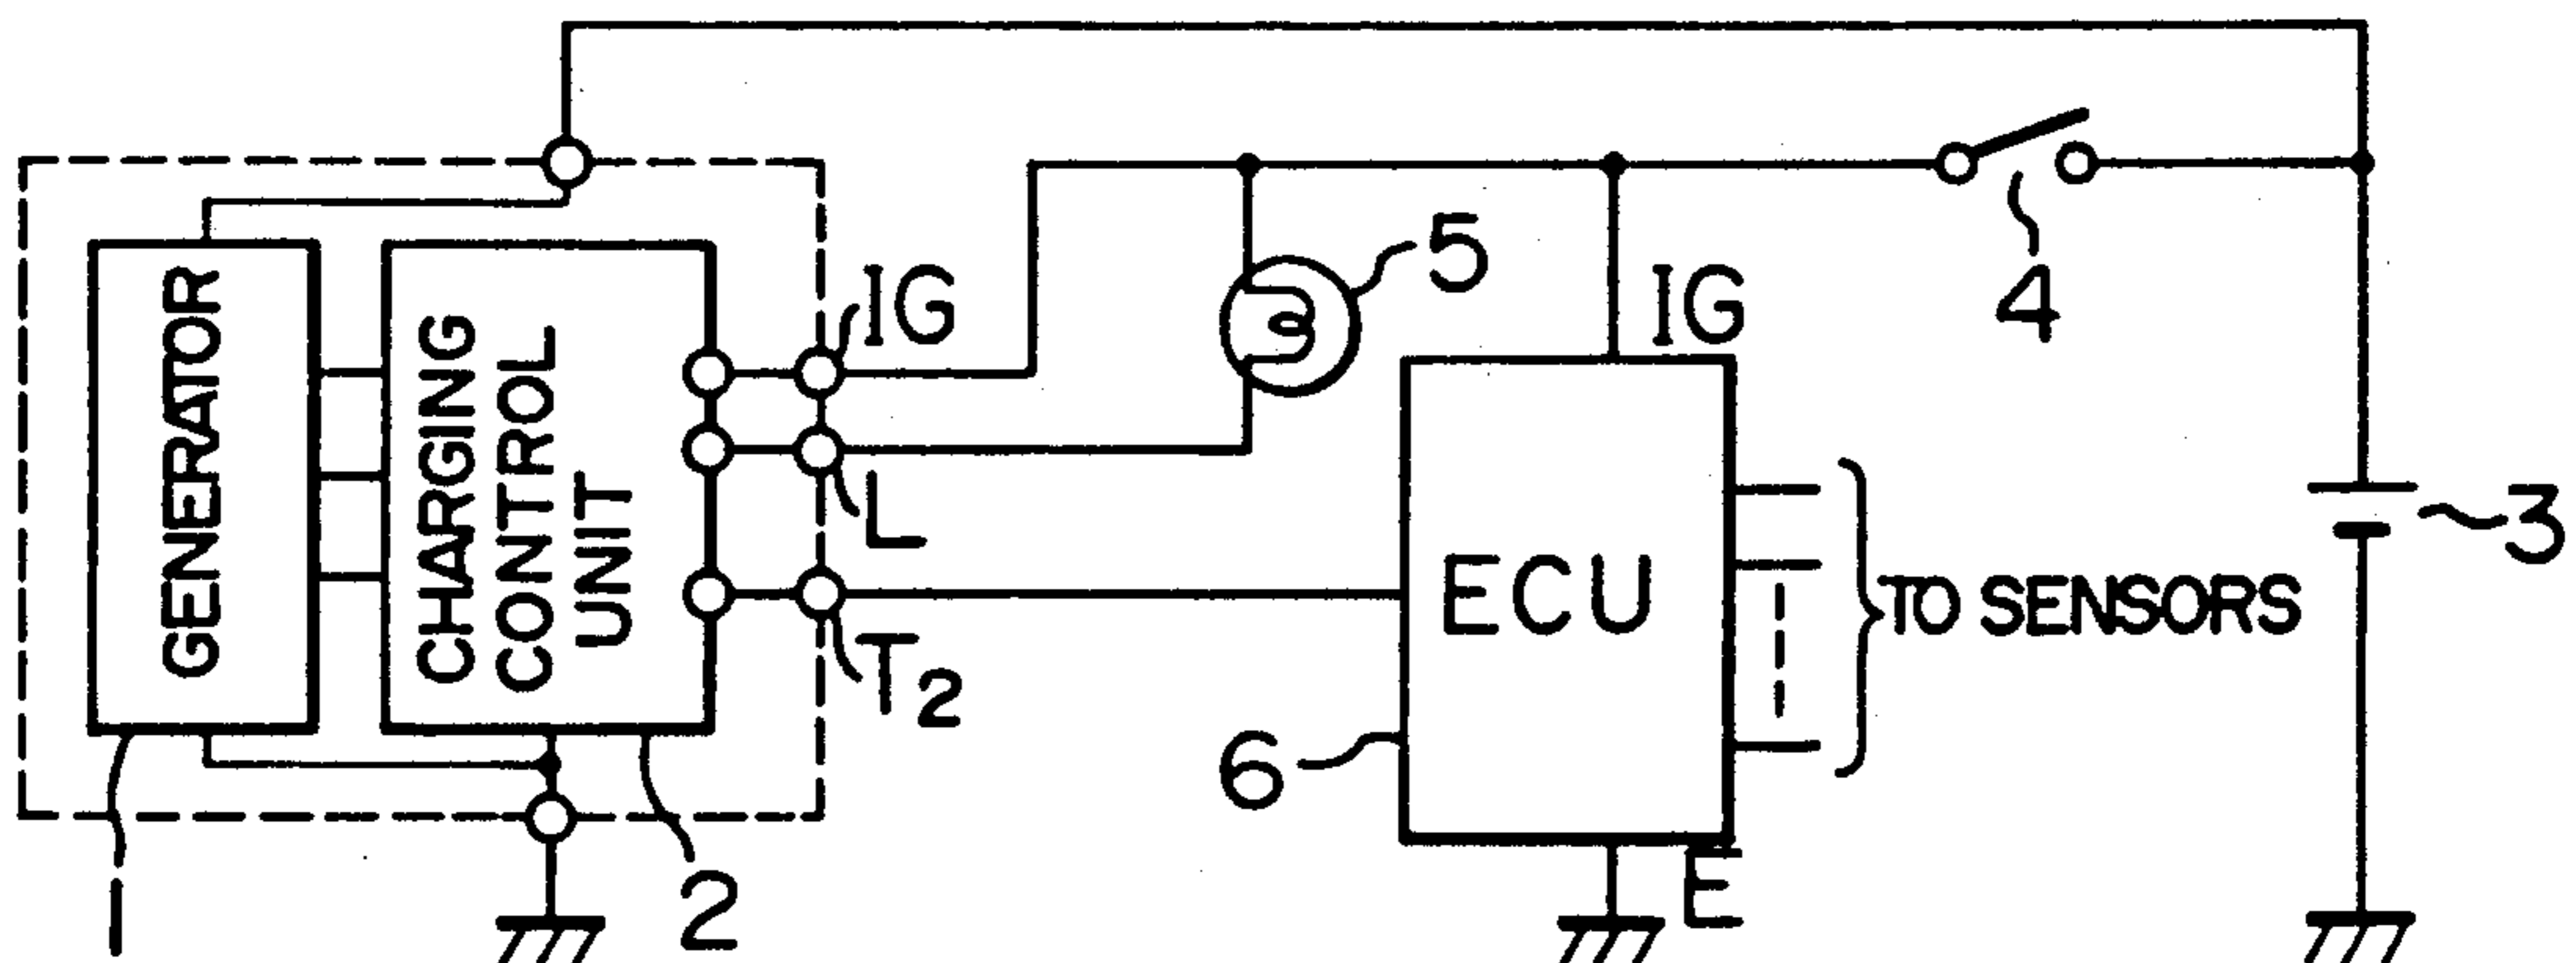 GENERATOR
CHARGING
CONTROL
UNIT
IG
L
T2
5
IG
4
ECU
TO SENSORS
3
6
E
1
2